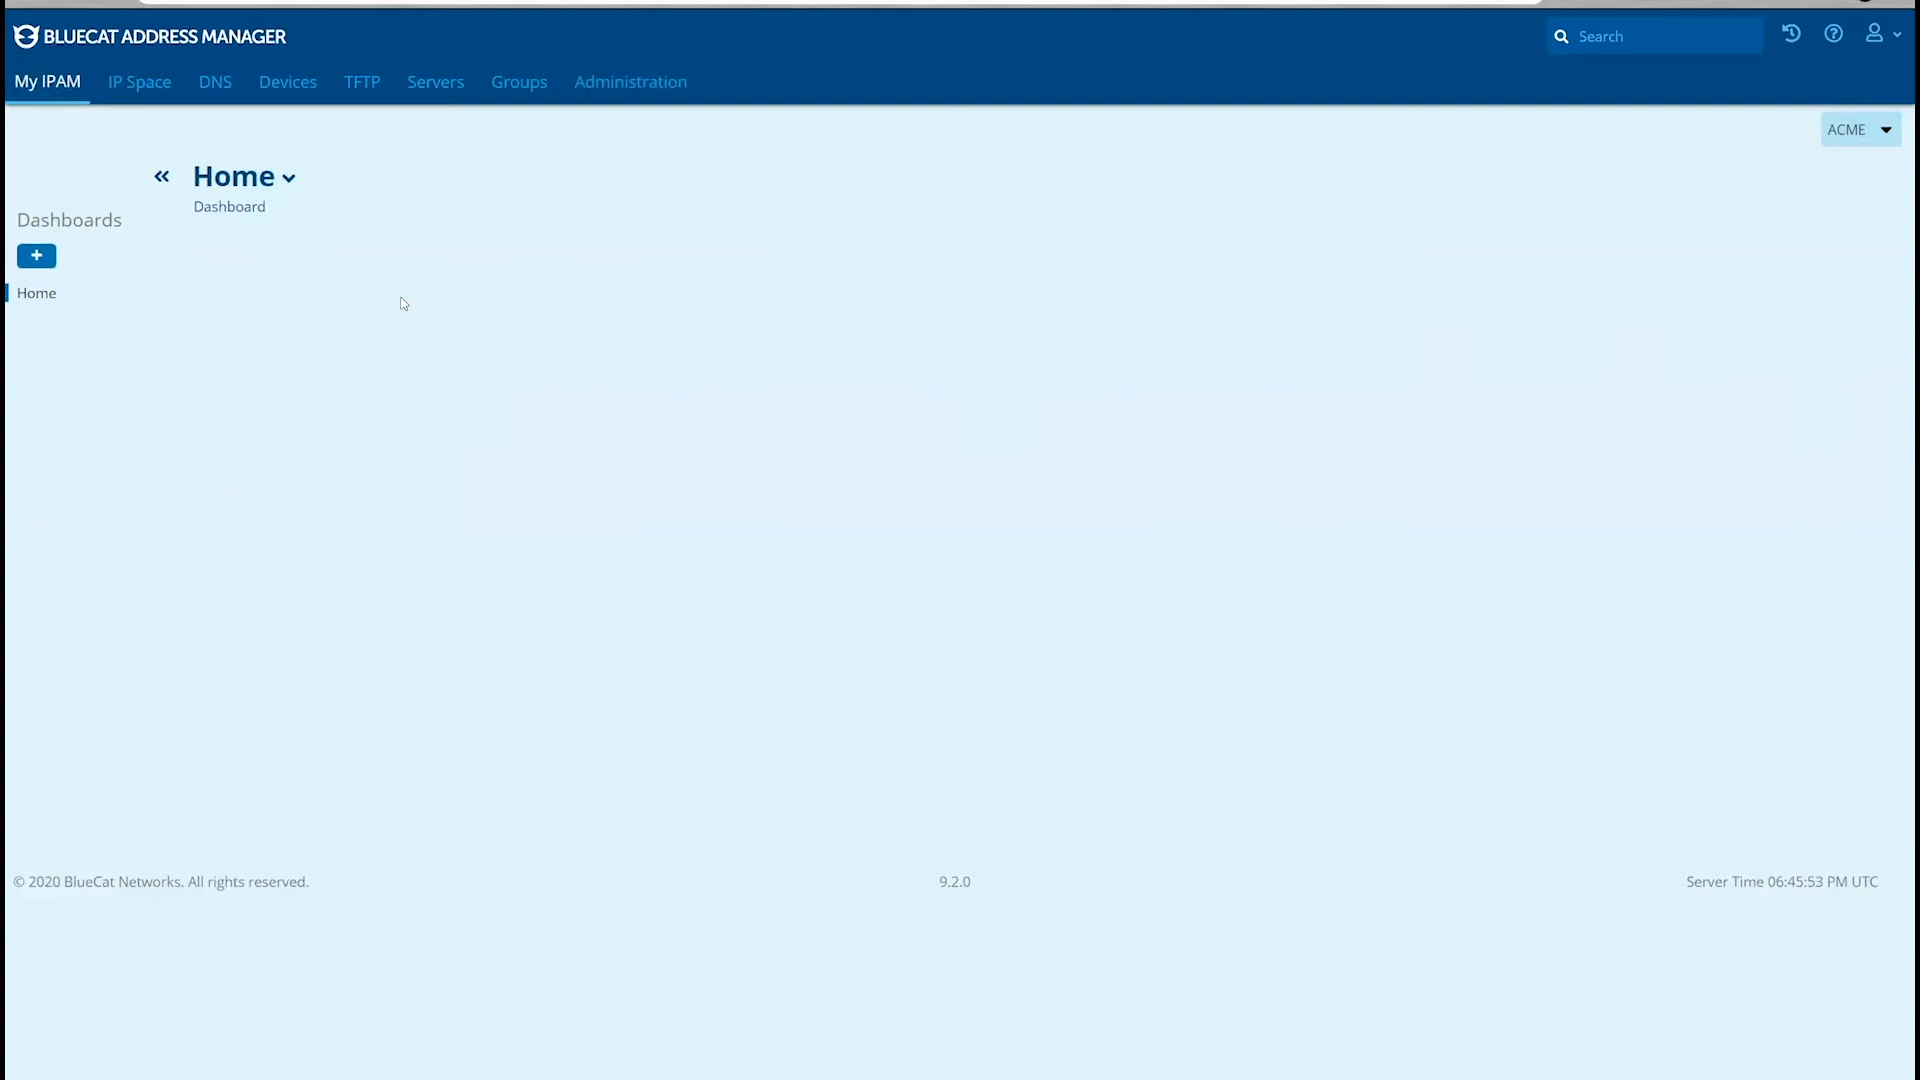 BLUECAT ADDRESS MANAGER
Search
My IPAM IP Space DNS Devices TFTP Servers Groups Administration
ACME
Home
Dashboard
Dashboards
+
Home
© 2020 BlueCat Networks. All rights reserved.
9.2.0
Server Time 06:45:53 PM UTC